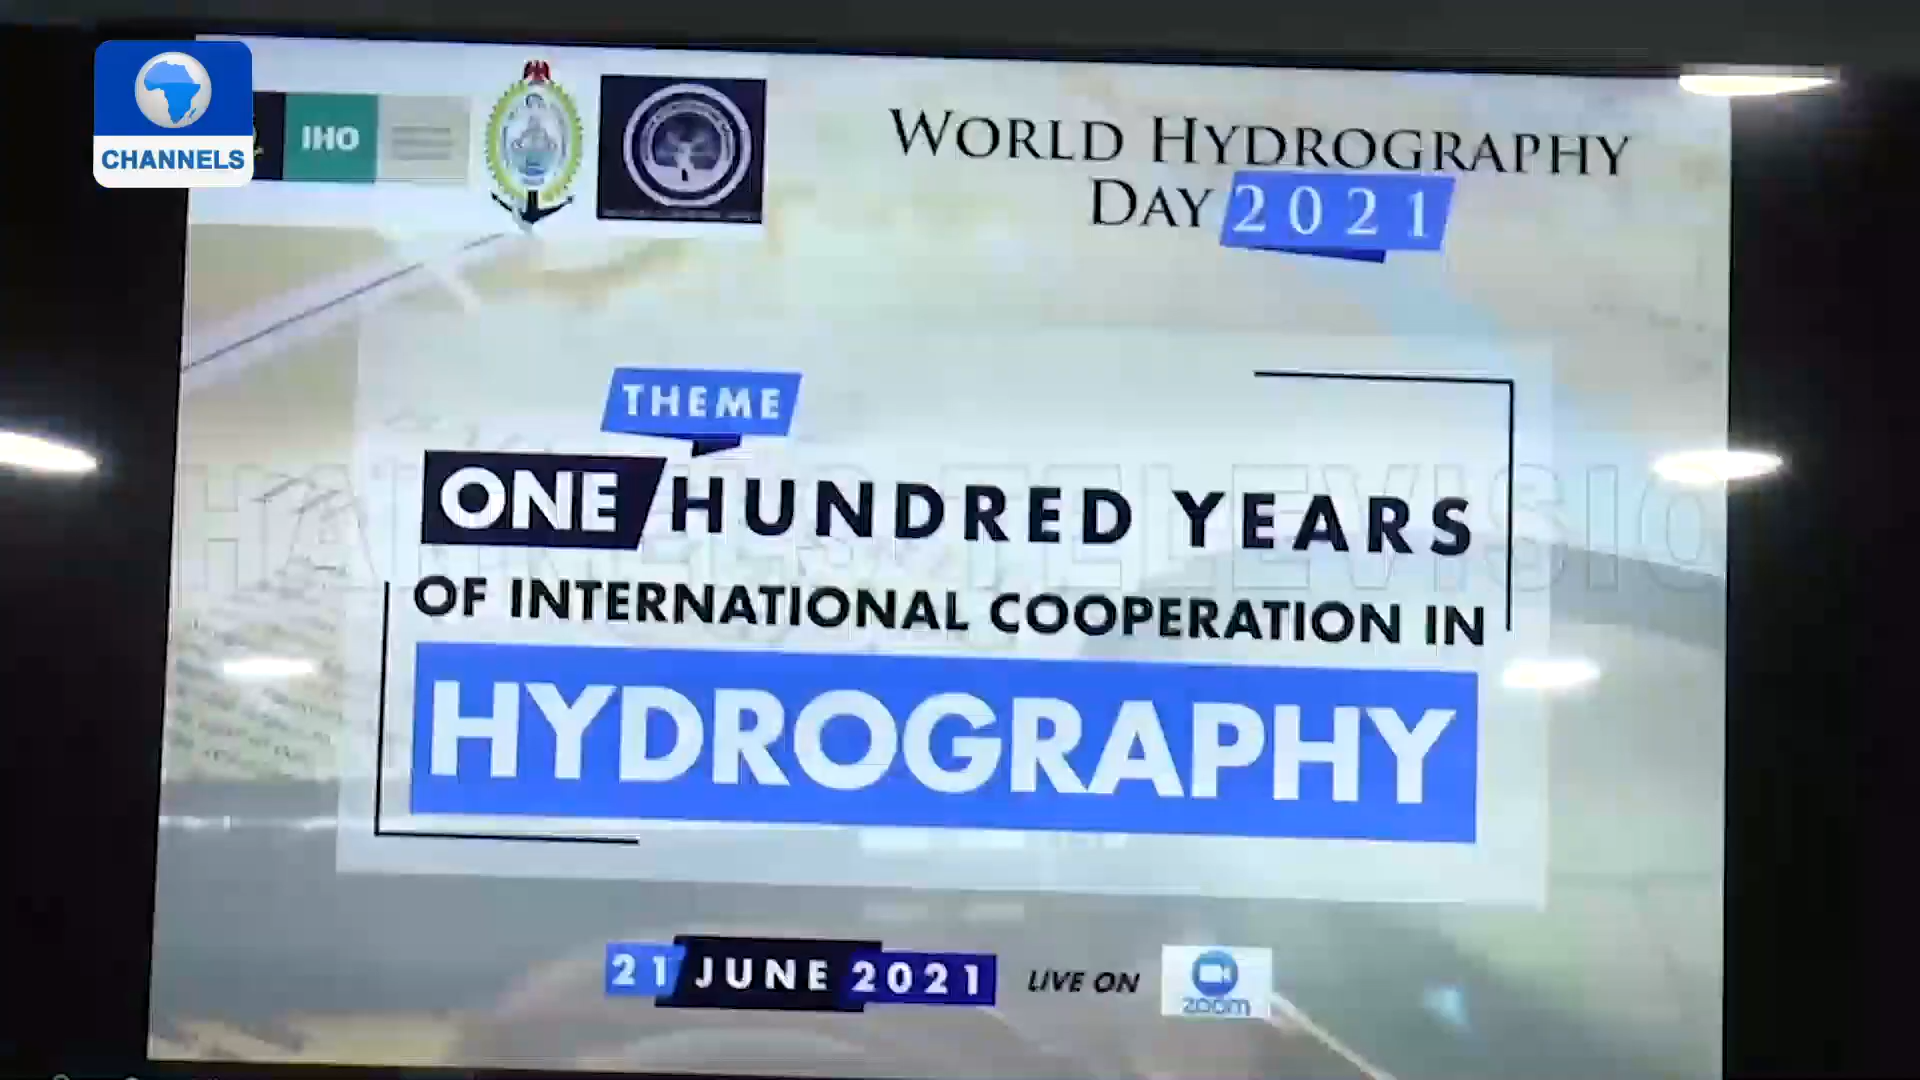 CHANNELS
IHO
WORLD HYDROGRAPHY
DAY 2021
THEME
ONE HUNDRED YEARS
OF INTERNATIONAL COOPERATION IN
HYDROGRAPHY
21 JUNE 2021 LIVE ON zoom